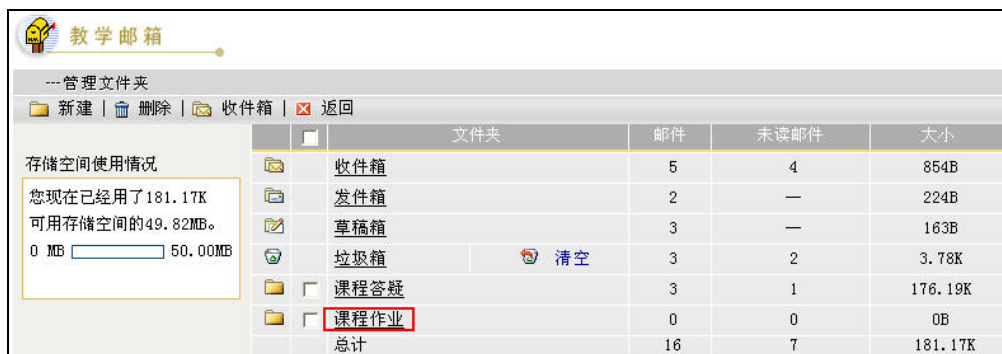 教学邮箱
---管理文件夹
新建 | 删除 | 收件箱 | 返回
文件夹 邮件 未读邮件 大小
存储空间使用情况
您现在已经用了181.17K
可用存储空间的49.82MB。
0 MB 50.00MB
收件箱 5 4 854B
发件箱 2 — 224B
草稿箱 3 — 163B
垃圾箱 清空 3 2 3.78K
课程答疑 3 1 176.19K
课程作业 0 0 0B
总计 16 7 181.17K